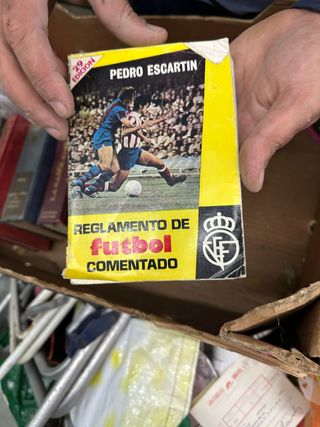 29 EDICION
PEDRO ESCARTIN
REGLAMENTO DE
futbol
COMENTADO